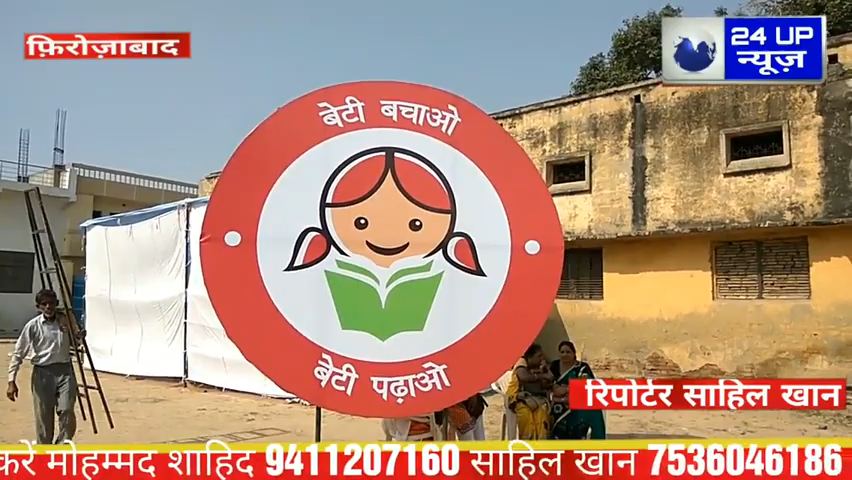 फ़िरोज़ाबाद
24 UP
न्यूज़
बेटी बचाओ
बेटी पढ़ाओ
रिपोर्टर साहिल खान
करें मोहम्मद शाहिद 9411207160 साहिल खान 7536046186